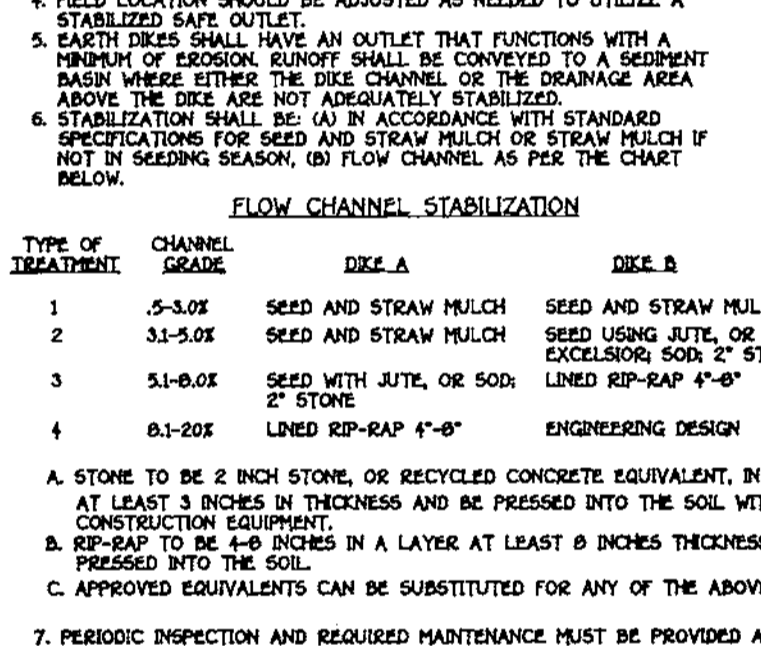 4. FIELD LOCATION SHOULD BE ADJUSTED AS NEEDED TO UTILIZE A
STABILIZED SAFE OUTLET.
5. EARTH DIKES SHALL HAVE AN OUTLET THAT FUNCTIONS WITH A
MINIMUM OF EROSION. RUNOFF SHALL BE CONVEYED TO A SEDIMENT
BASIN WHERE EITHER THE DIKE CHANNEL OR THE DRAINAGE AREA
ABOVE THE DIKE ARE NOT ADEQUATELY STABILIZED.
6. STABILIZATION SHALL BE: (A) IN ACCORDANCE WITH STANDARD
SPECIFICATIONS FOR SEED AND STRAW MULCH OR STRAW MULCH IF
NOT IN SEEDING SEASON, (B) FLOW CHANNEL AS PER THE CHART
BELOW.
FLOW CHANNEL STABILIZATION
TYPE OF CHANNEL
TREATMENT GRADE DIKE A DIKE B
1 .5-3.0% SEED AND STRAW MULCH SEED AND STRAW MUL
2 3.1-5.0% SEED AND STRAW MULCH SEED USING JUTE, OR
EXCELSIOR; SOD; 2" ST
3 5.1-8.0% SEED WITH JUTE, OR SOD; LINED RIP-RAP 4"-8"
2" STONE
4 8.1-20% LINED RIP-RAP 4"-8" ENGINEERING DESIGN
A. STONE TO BE 2 INCH STONE, OR RECYCLED CONCRETE EQUIVALENT, IN
AT LEAST 3 INCHES IN THICKNESS AND BE PRESSED INTO THE SOIL WIT
CONSTRUCTION EQUIPMENT.
B. RIP-RAP TO BE 4-8 INCHES IN A LAYER AT LEAST 8 INCHES THICKNESS
PRESSED INTO THE SOIL.
C. APPROVED EQUIVALENTS CAN BE SUBSTITUTED FOR ANY OF THE ABOVE
7. PERIODIC INSPECTION AND REQUIRED MAINTENANCE MUST BE PROVIDED A